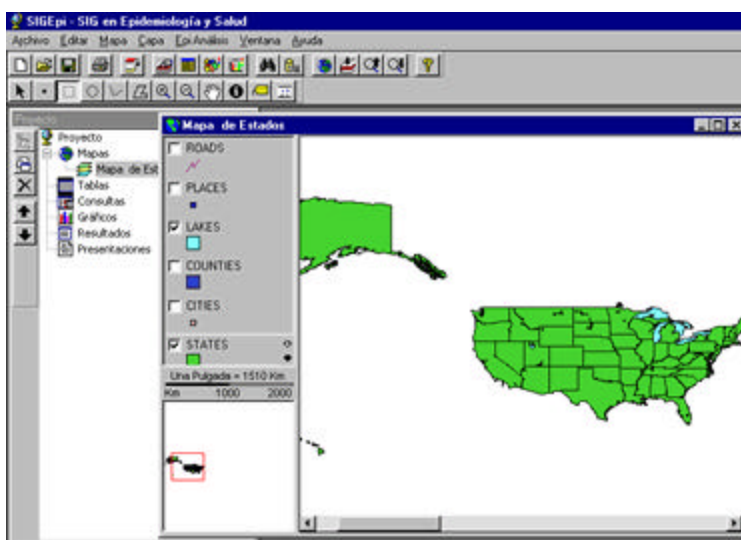 SIGEpi - SIG en Epidemiología y Salud
Archivo Editar Mapa Capa Epi Análisis Ventana Ayuda
Proyecto
Proyecto
Mapas
Mapa de Est
Tablas
Consultas
Gráficos
Resultados
Presentaciones
Mapa de Estados
ROADS
PLACES
LAKES
COUNTIES
CITIES
STATES
Una Pulgada = 1510 Km
Km 1000 2000